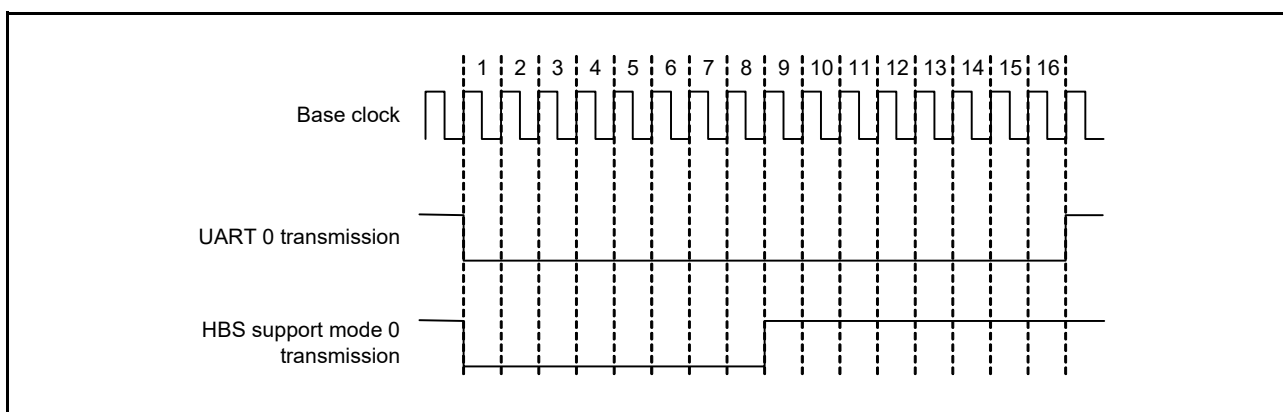 1 2 3 4 5 6 7 8 9 10 11 12 13 14 15 16
Base clock
UART 0 transmission
HBS support mode 0
transmission